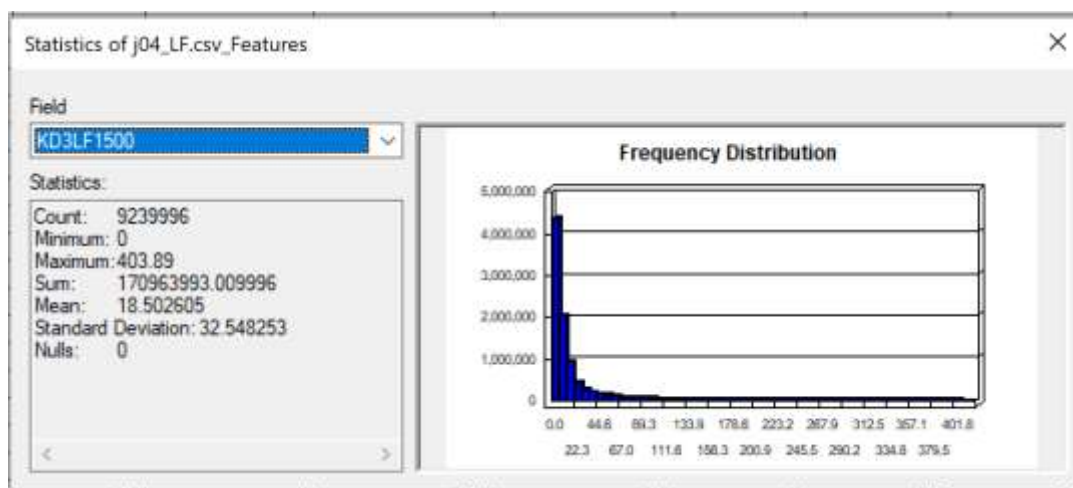 Statistics of j04_LF.csv_Features
Field
KD3LF1500
Statistics:
Count: 9239996
Minimum: 0
Maximum: 403.89
Sum: 170963993.009996
Mean: 18.502605
Standard Deviation: 32.548253
Nulls: 0
Frequency Distribution
5,000,000
4,000,000
3,000,000
2,000,000
1,000,000
0
0.0 44.6 89.3 133.9 178.6 223.2 267.9 312.5 357.1 401.8
22.3 67.0 111.6 156.3 200.9 245.5 290.2 334.8 379.5